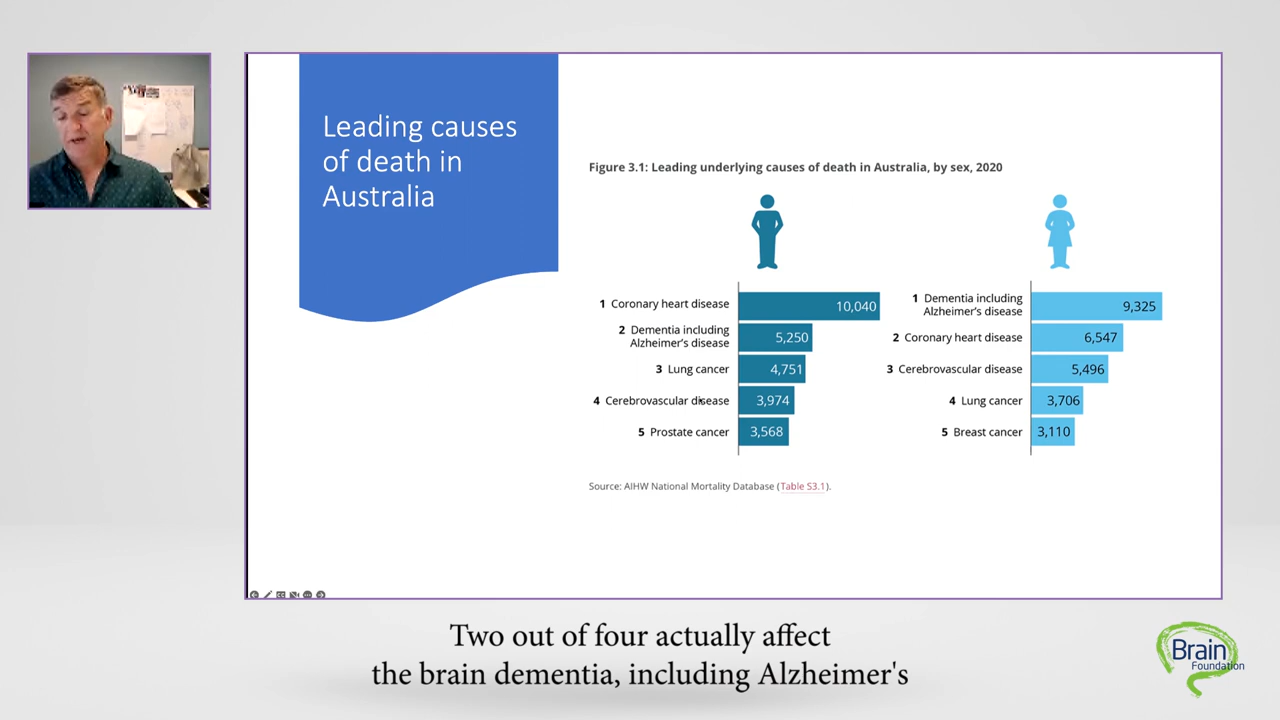 Leading causes
of death in
Australia
Figure 3.1: Leading underlying causes of death in Australia, by sex, 2020
1 Coronary heart disease 10,040
2 Dementia including
Alzheimer's disease 5,250
3 Lung cancer 4,751
4 Cerebrovascular disease 3,974
5 Prostate cancer 3,568
1 Dementia including
Alzheimer's disease 9,325
2 Coronary heart disease 6,547
3 Cerebrovascular disease 5,496
4 Lung cancer 3,706
5 Breast cancer 3,110
Source: AIHW National Mortality Database (Table S3.1).
Two out of four actually affect
the brain dementia, including Alzheimer's
Brain
Foundation